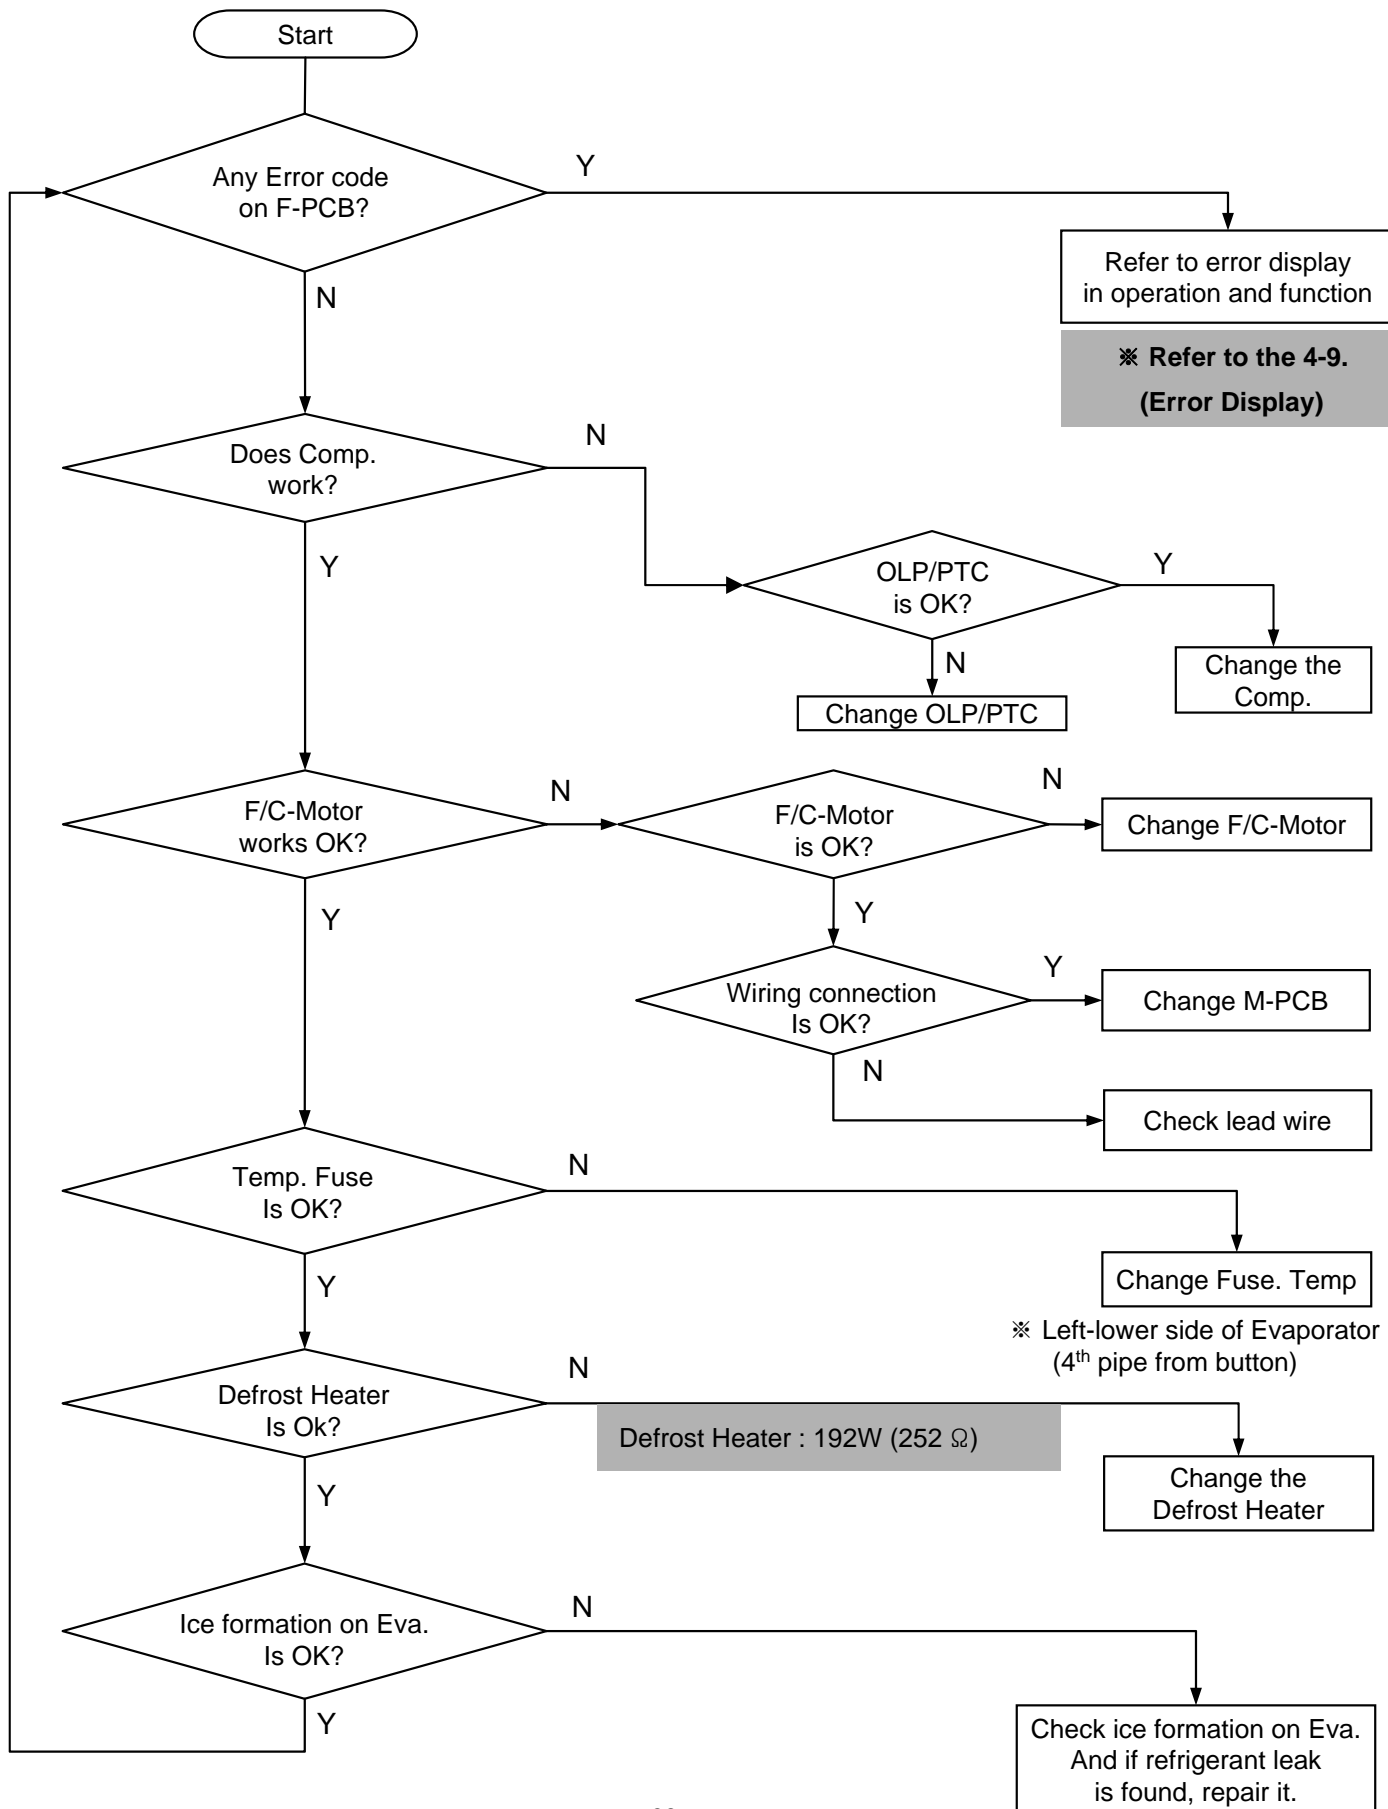 Start
Any Error code
on F-PCB?
Y
N
Refer to error display
in operation and function
※ Refer to the 4-9.
(Error Display)
Does Comp.
work?
N
Y
OLP/PTC
is OK?
Y
N
Change the
Comp.
Change OLP/PTC
F/C-Motor
works OK?
N
Y
F/C-Motor
is OK?
N
Change F/C-Motor
Y
Wiring connection
Is OK?
Y
Change M-PCB
N
Check lead wire
Temp. Fuse
Is OK?
N
Y
Change Fuse. Temp
※ Left-lower side of Evaporator
(4th pipe from button)
Defrost Heater
Is Ok?
N
Y
Defrost Heater : 192W (252 Ω)
Change the
Defrost Heater
Ice formation on Eva.
Is OK?
N
Y
Check ice formation on Eva.
And if refrigerant leak
is found, repair it.